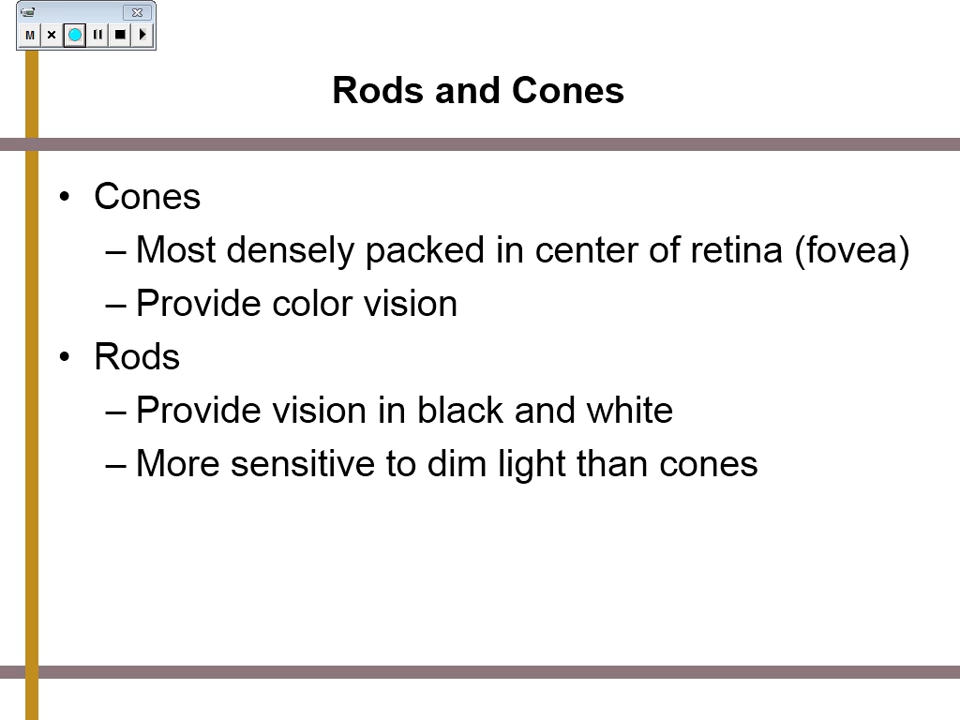 M
Rods and Cones
• Cones
– Most densely packed in center of retina (fovea)
– Provide color vision
• Rods
– Provide vision in black and white
– More sensitive to dim light than cones